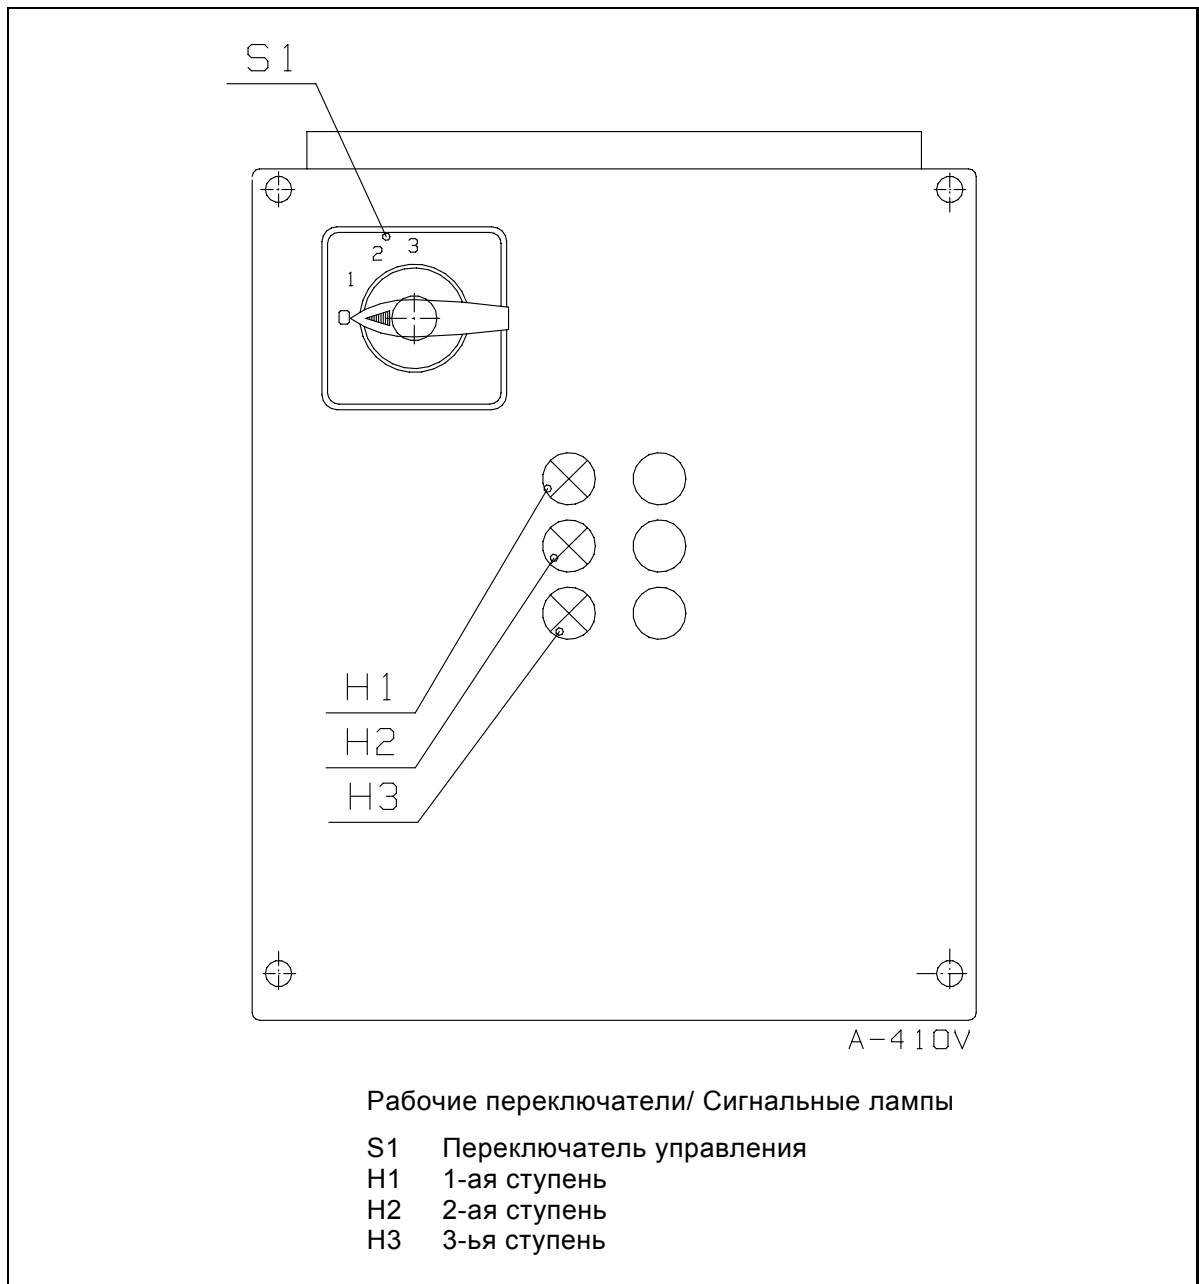 S1
2 3
1
0
H1
H2
H3
A-410V
Рабочие переключатели/ Сигнальные лампы
S1 Переключатель управления
H1 1-ая ступень
H2 2-ая ступень
H3 3-ья ступень